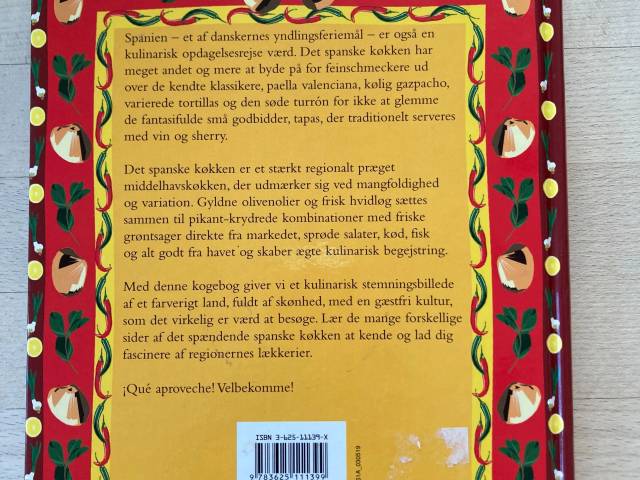 Spanien – et af danskernes yndlingsferiemål – er også en
kulinarisk opdagelsesrejse værd. Det spanske køkken har
meget andet og mere at byde på for feinschmeckere ud
over de kendte klassikere, paella valenciana, kølig gazpacho,
varierede tortillas og den søde turrón for ikke at glemme
de fantasifulde små godbidder, tapas, der traditionelt serveres
med vin og sherry.
Det spanske køkken er et stærkt regionalt præget
middelhavskøkken, der udmærker sig ved mangfoldighed
og variation. Gyldne olivenolier og frisk hvidløg sættes
sammen til pikant-krydrede kombinationer med friske
grøntsager direkte fra markedet, sprøde salater, kød, fisk
og alt godt fra havet og skaber ægte kulinarisk begejstring.
Med denne kogebog giver vi et kulinarisk stemningsbillede
af et farverigt land, fuldt af skønhed, med en gæstfri kultur,
som det virkelig er værd at besøge. Lær de mange forskellige
sider af det spændende spanske køkken at kende og lad dig
fascinere af regionernes lækkerier.
¡Qué aproveche! Velbekomme!
ISBN 3-625-11139-X
9 783625 111399
51A_030519